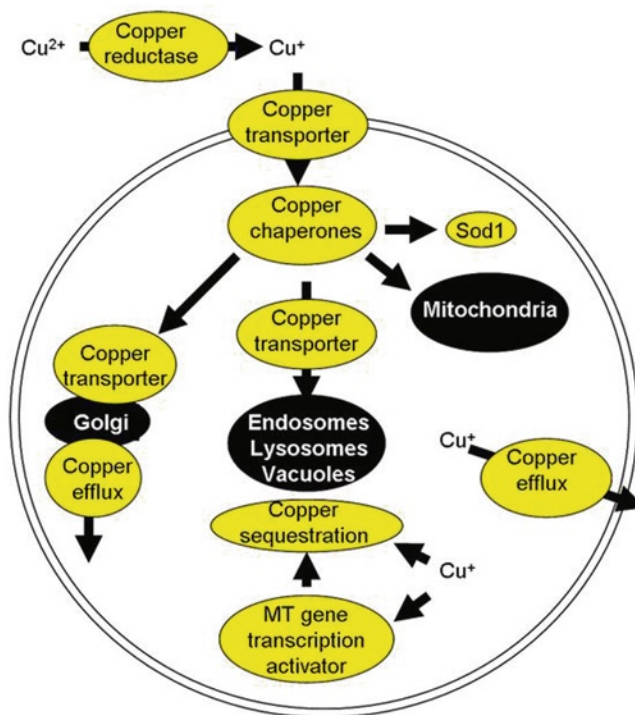 Cu²⁺
Copper
reductase
Cu⁺
Copper
transporter
Copper
chaperones
Sod1
Mitochondria
Copper
transporter
Copper
transporter
Golgi
Endosomes
Lysosomes
Vacuoles
Copper
efflux
Cu⁺
Copper
efflux
Copper
sequestration
Cu⁺
MT gene
transcription
activator